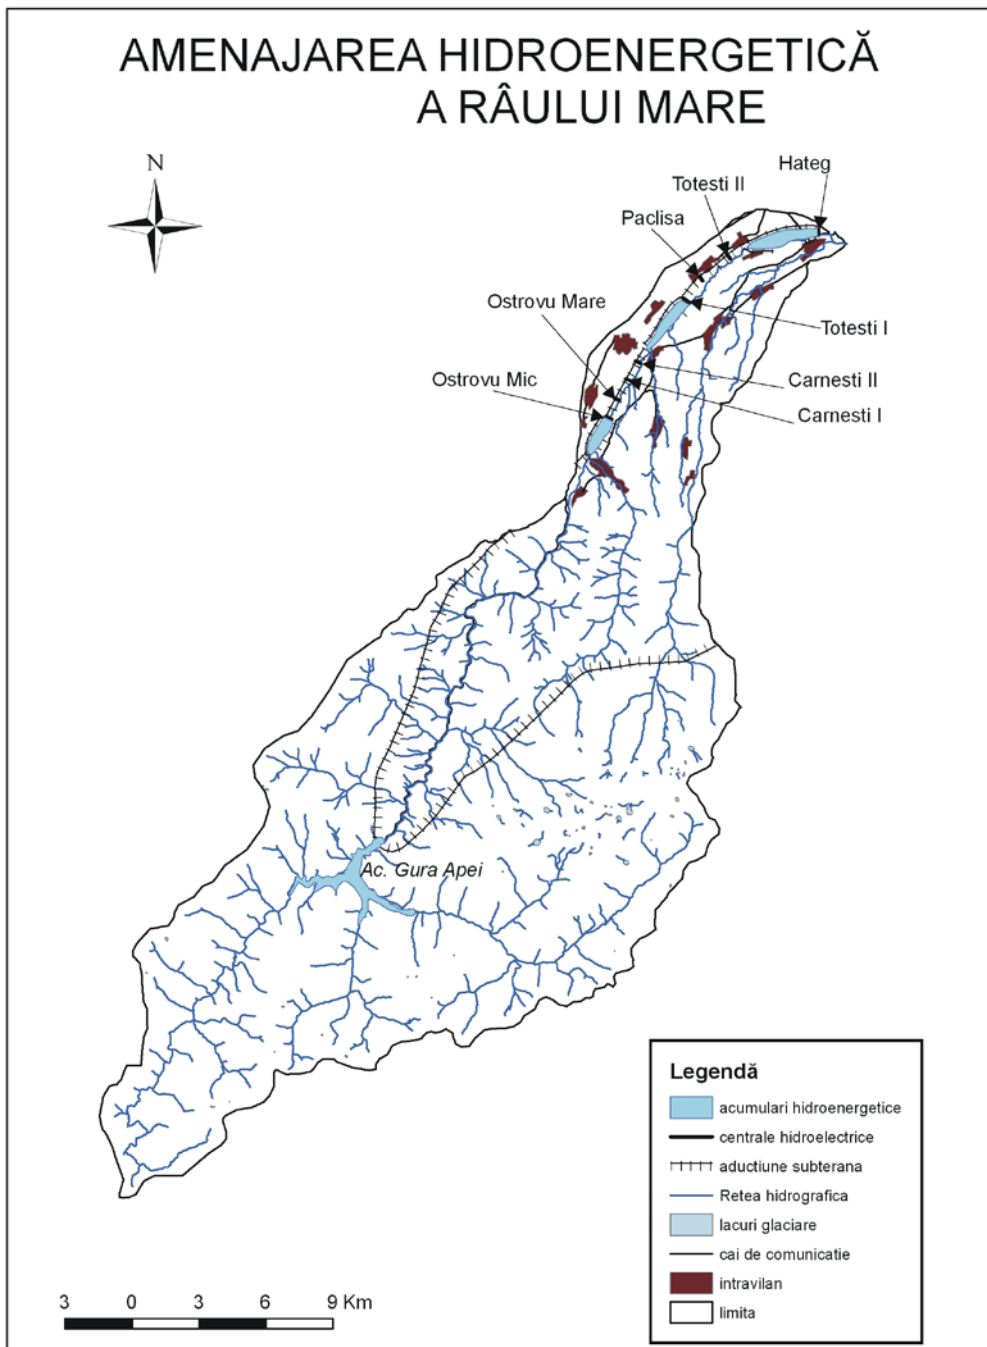 AMENAJAREA HIDROENERGETICĂ
A RÂULUI MARE
N
Hateg
Totesti II
Paclisa
Ostrovu Mare
Totesti I
Ostrovu Mic
Carnesti II
Carnesti I
Ac. Gura Apei
Legendă
acumulari hidroenergetice
centrale hidroelectrice
aductiune subterana
Retea hidrografica
lacuri glaciare
cai de comunicatie
intravilan
limita
3 0 3 6 9 Km